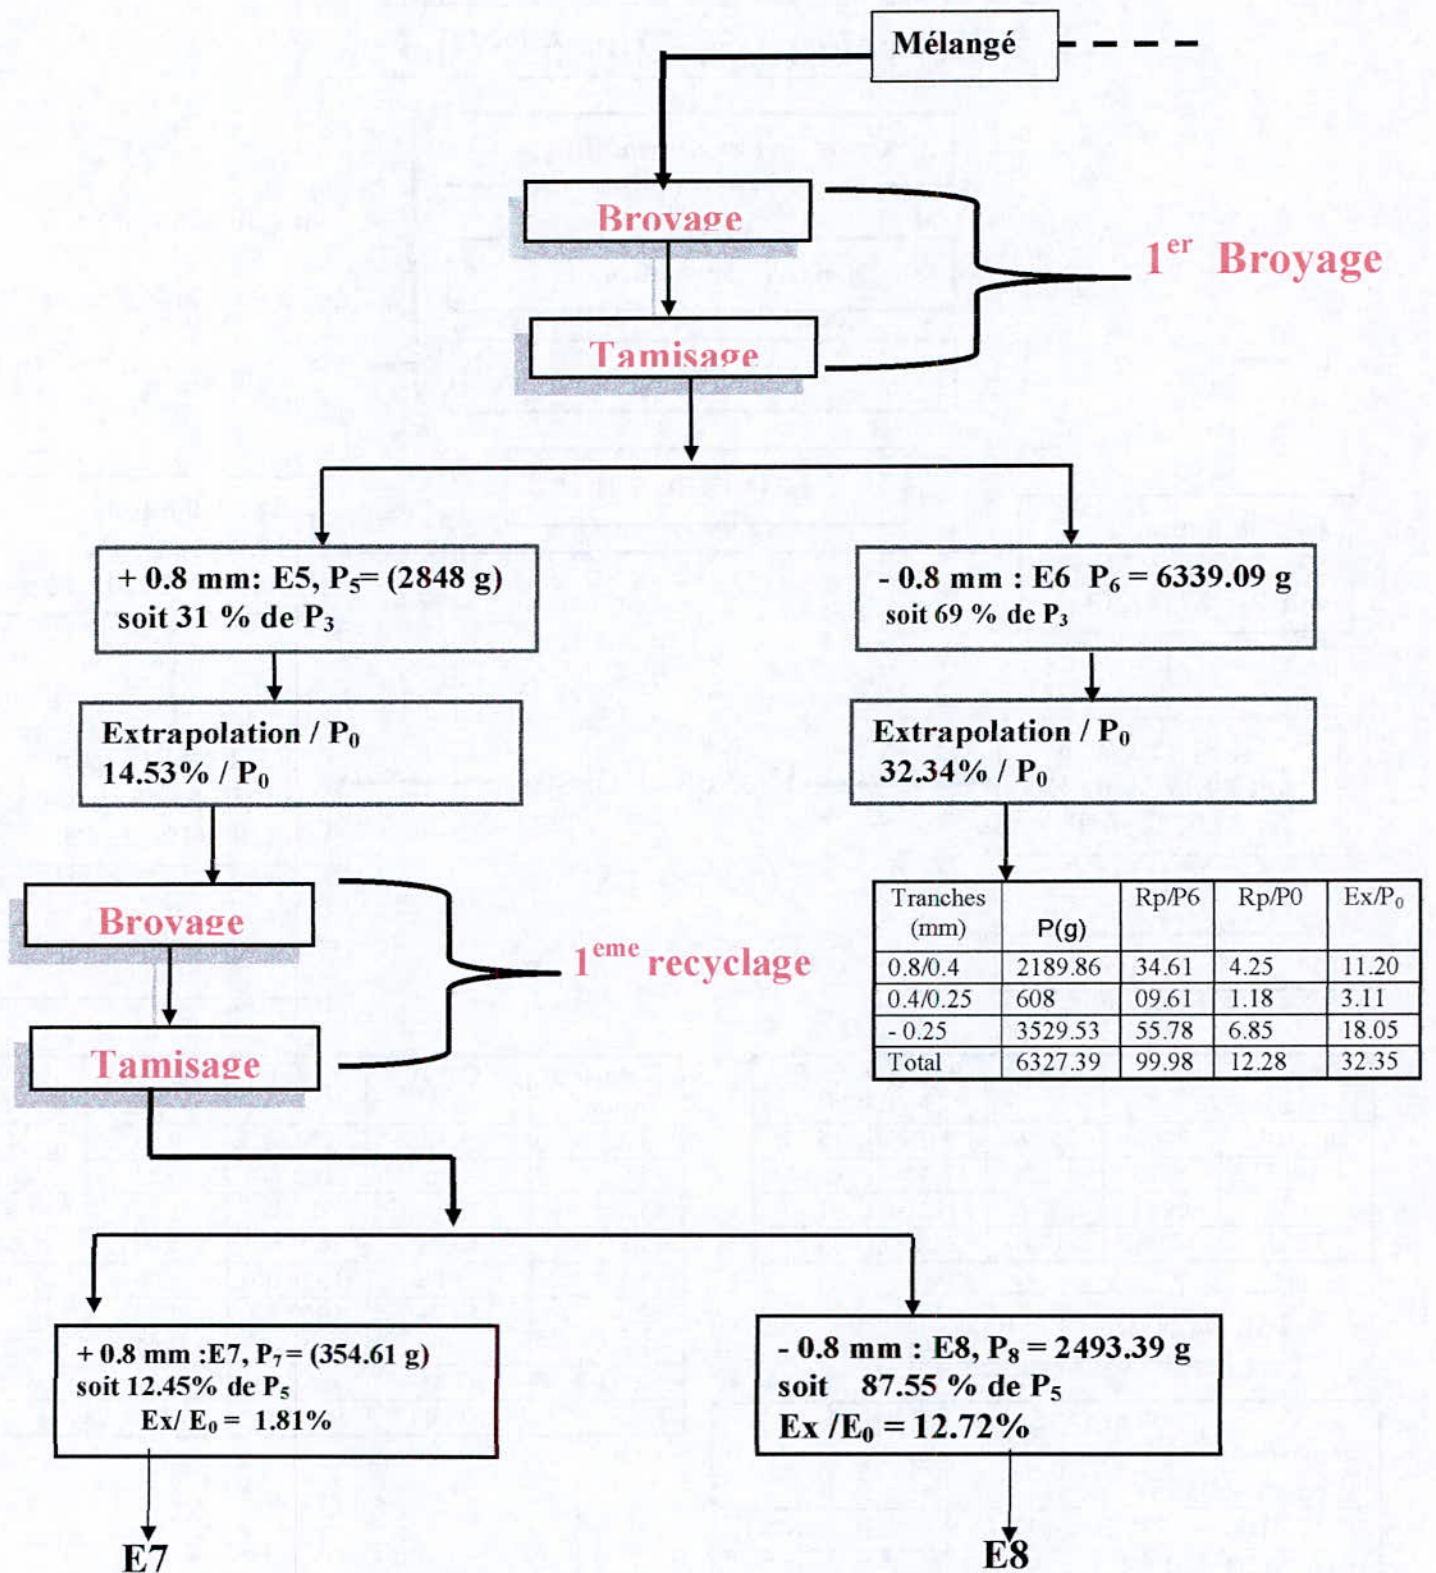 Mélangé
Broyage
1er Broyage
Tamisage
+ 0.8 mm: E5, P5= (2848 g)
soit 31 % de P3
- 0.8 mm : E6 P6 = 6339.09 g
soit 69 % de P3
Extrapolation / P0
14.53% / P0
Extrapolation / P0
32.34% / P0
Broyage
1eme recyclage
Tamisage
Tranches (mm) P(g) Rp/P6 Rp/P0 Ex/P0
0.8/0.4 2189.86 34.61 4.25 11.20
0.4/0.25 608 09.61 1.18 3.11
- 0.25 3529.53 55.78 6.85 18.05
Total 6327.39 99.98 12.28 32.35
+ 0.8 mm :E7, P7= (354.61 g)
soit 12.45% de P5
Ex/ E0 = 1.81%
- 0.8 mm : E8, P8 = 2493.39 g
soit 87.55 % de P5
Ex /E0 = 12.72%
E7
E8